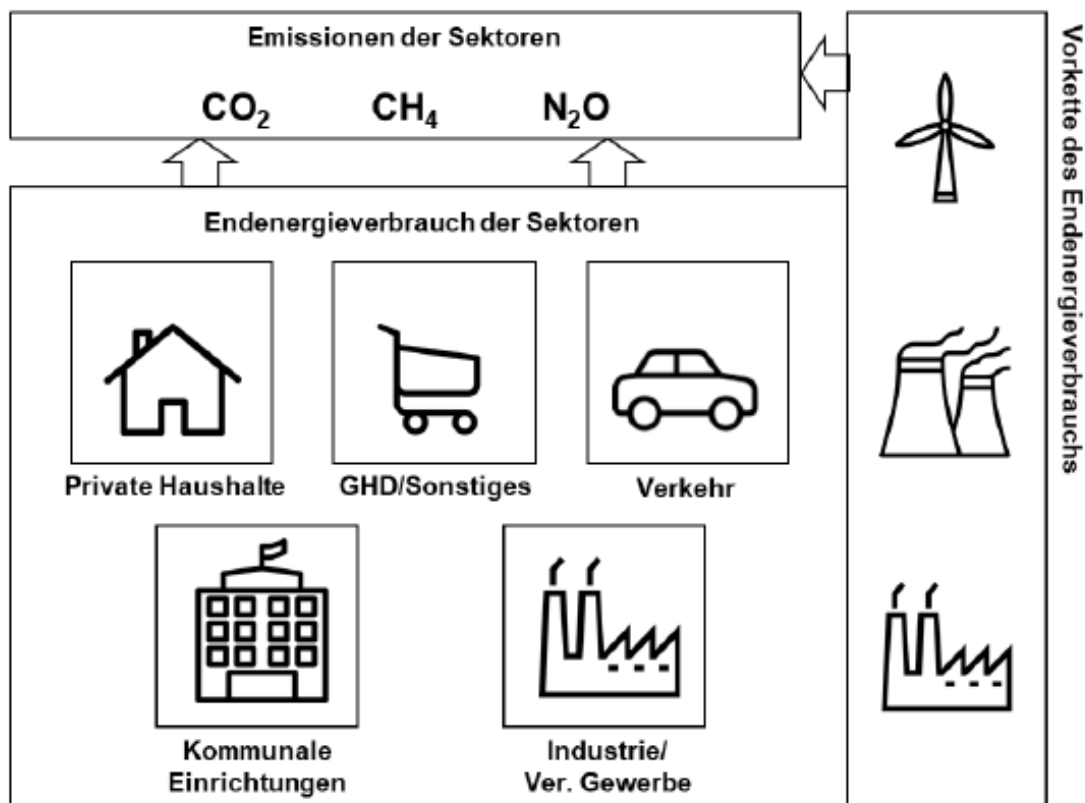 Emissionen der Sektoren
CO₂ CH₄ N₂O
Endenergieverbrauch der Sektoren
Private Haushalte
GHD/Sonstiges
Verkehr
Kommunale
Einrichtungen
Industrie/
Ver. Gewerbe
Vorkette des Endenergieverbrauchs